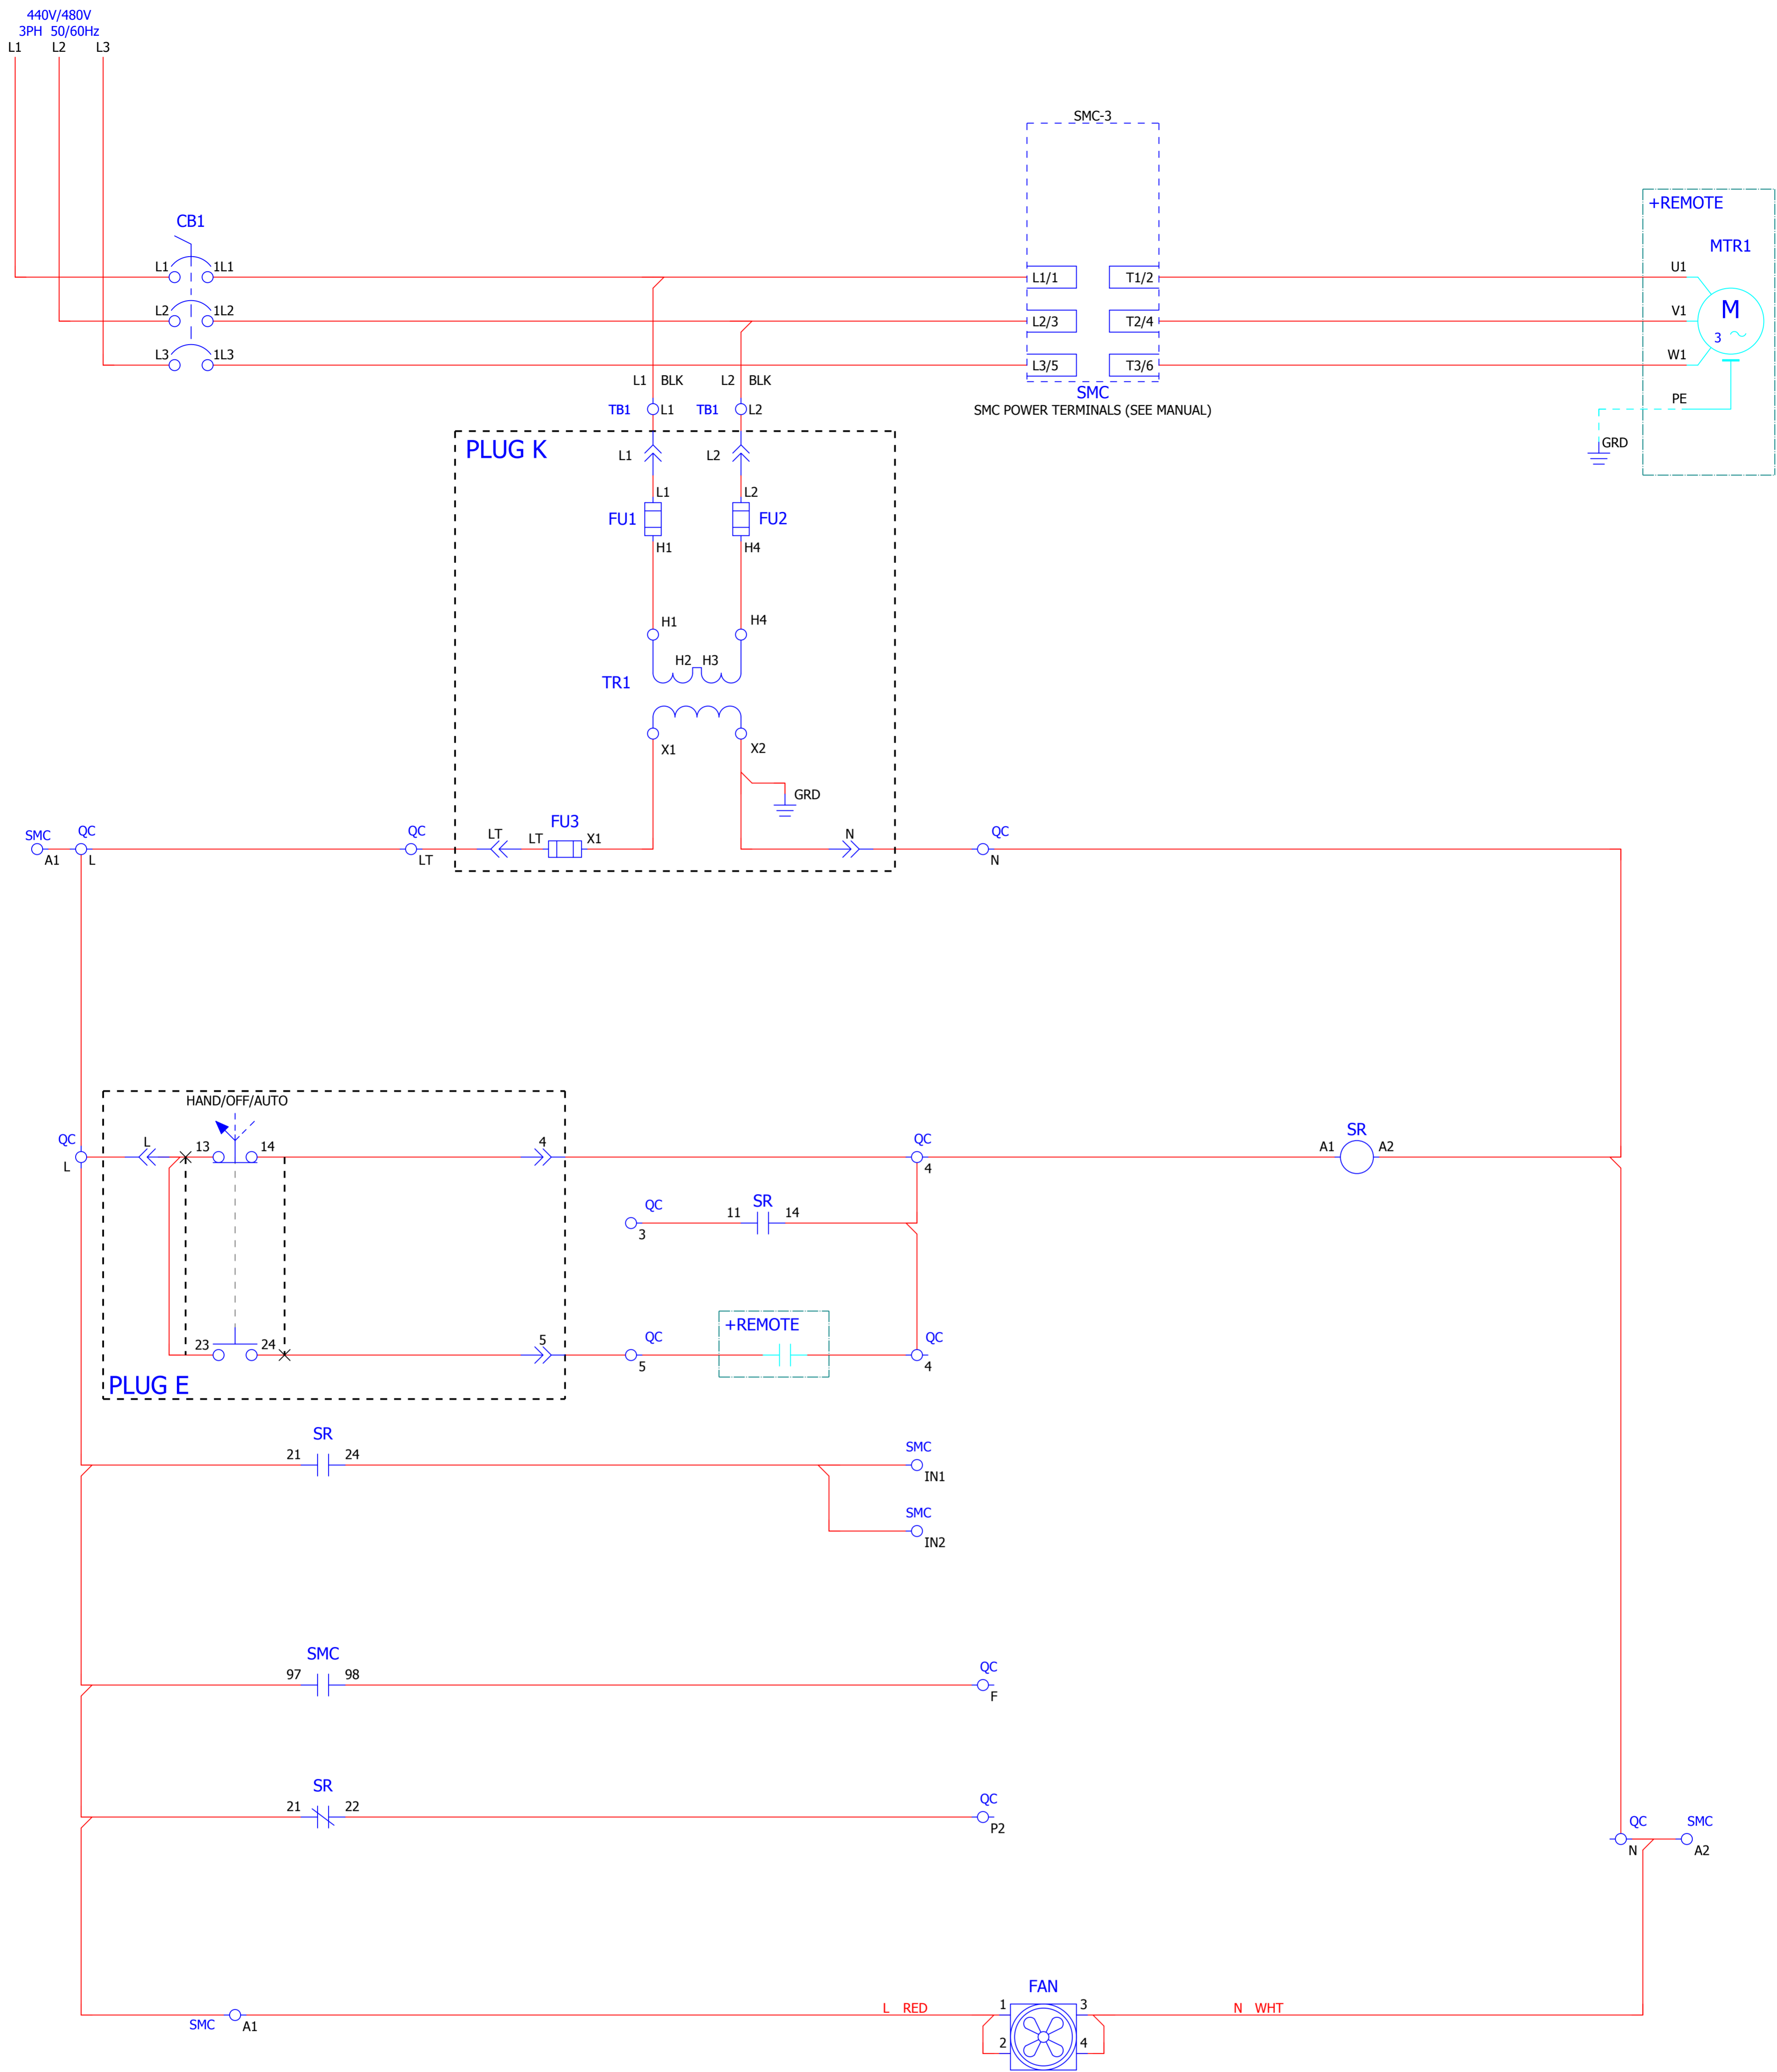 440V/480V
3PH 50/60Hz
L1 L2 L3
SMC-3
+REMOTE
CB1
MTR1
L1 1L1
L1/1 T1/2
U1
L2 1L2
L2/3 T2/4
V1
M
3
L3 1L3
L3/5 T3/6
W1
L1 BLK L2 BLK
SMC
PE
TB1 L1 TB1 L2
SMC POWER TERMINALS (SEE MANUAL)
GRD
PLUG K
L1 L2
L1 L2
FU1 FU2
H1 H4
H1 H4
H2 H3
TR1
X1 X2
GRD
FU3
SMC QC QC LT LT X1 N QC
A1 L LT N
HAND/OFF/AUTO
QC L 13 14 4 QC SR
A1 A2
L 4
QC SR
11 14
3
+REMOTE
23 24 5 QC QC
5 4
PLUG E
SR
21 24
SMC
IN1
SMC
IN2
SMC
97 98
QC
F
SR
21 22
QC
P2
QC SMC
N A2
FAN
1 3
L RED N WHT
SMC A1
2 4